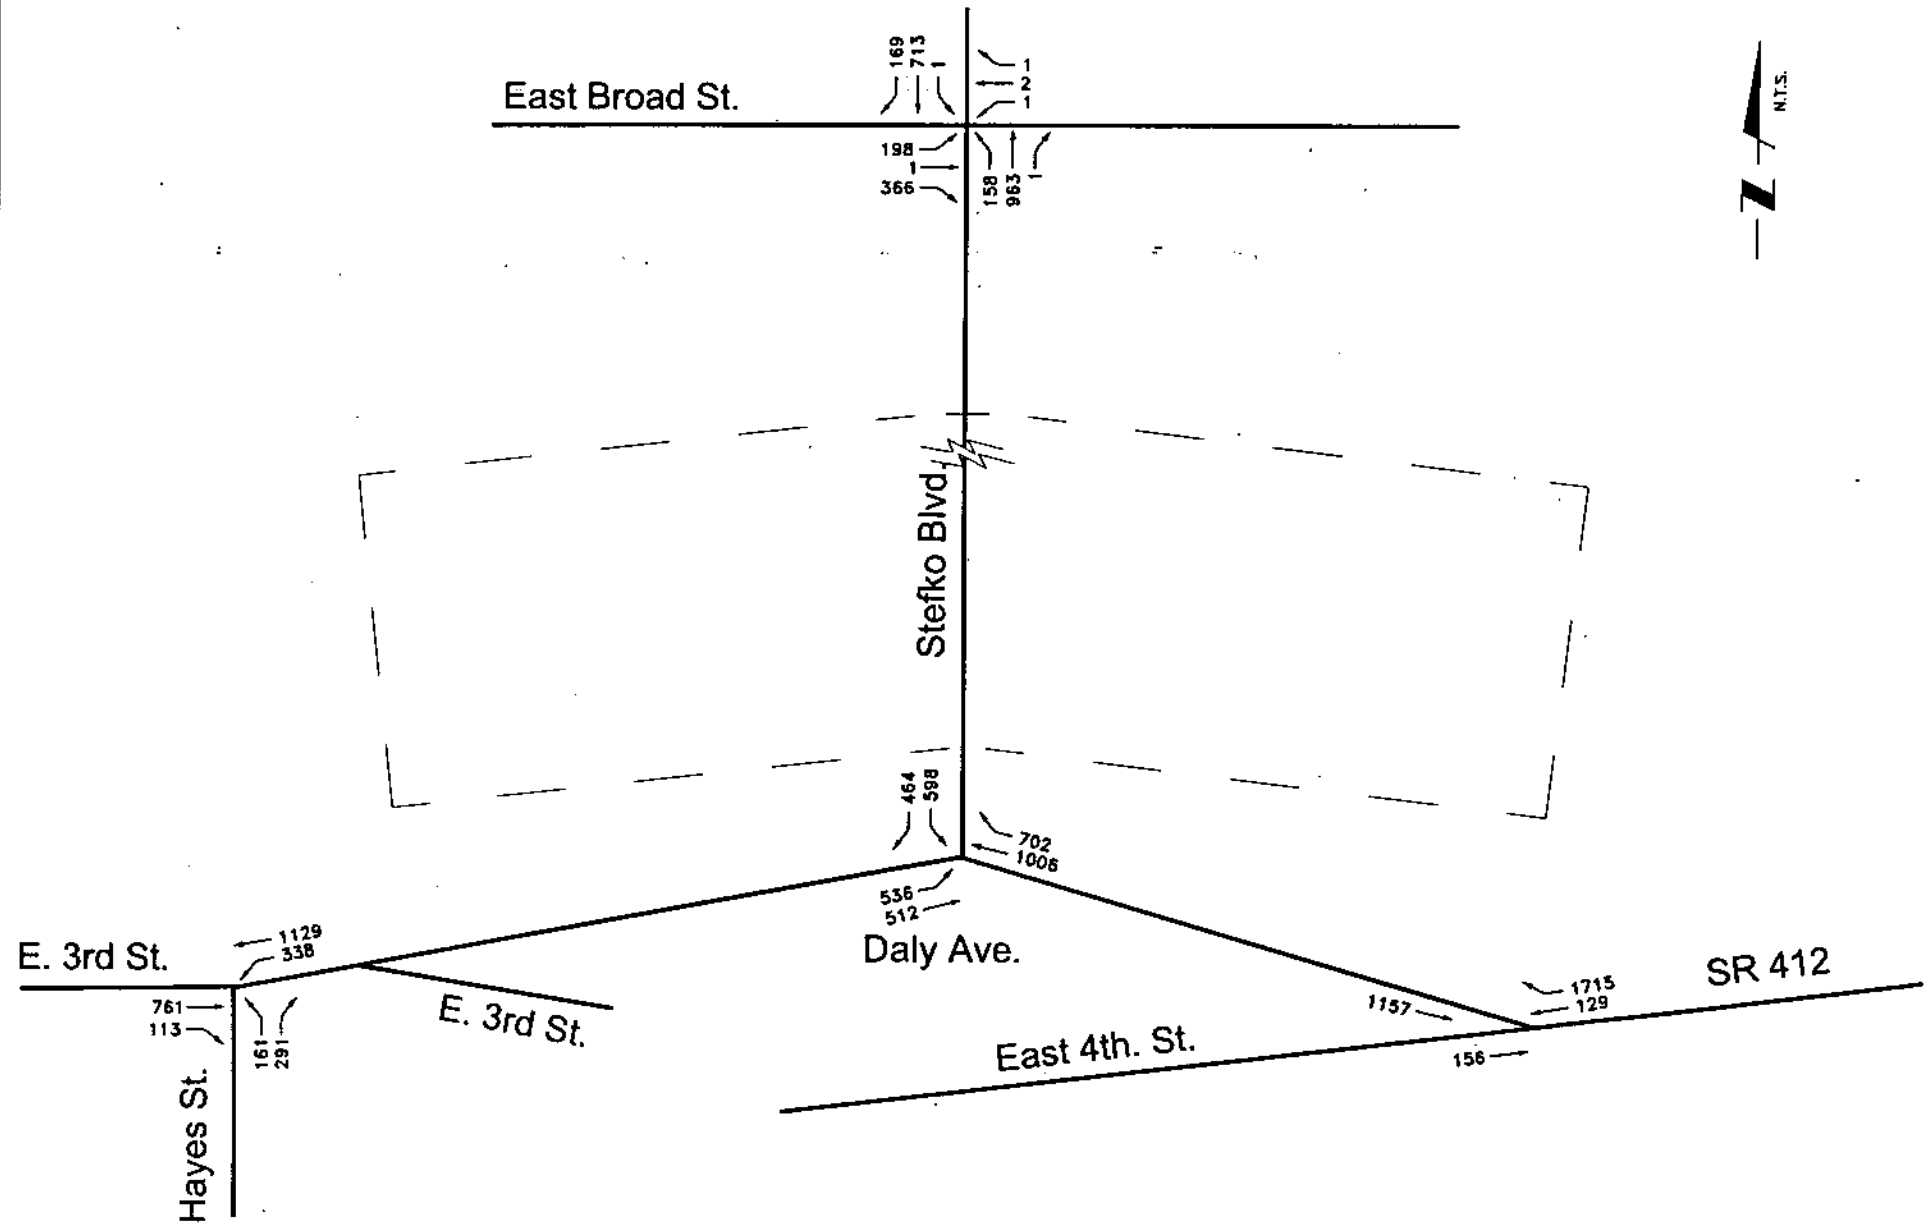 169
713
1
1
2
1
East Broad St.
N.T.S.
198
1
366
158
963
1
N
Stefko Blvd.
464
598
702
1006
536
512
Daly Ave.
1129
338
E. 3rd St.
761
113
161
291
E. 3rd St.
Hayes St.
1157
1715
129
SR 412
East 4th. St.
156